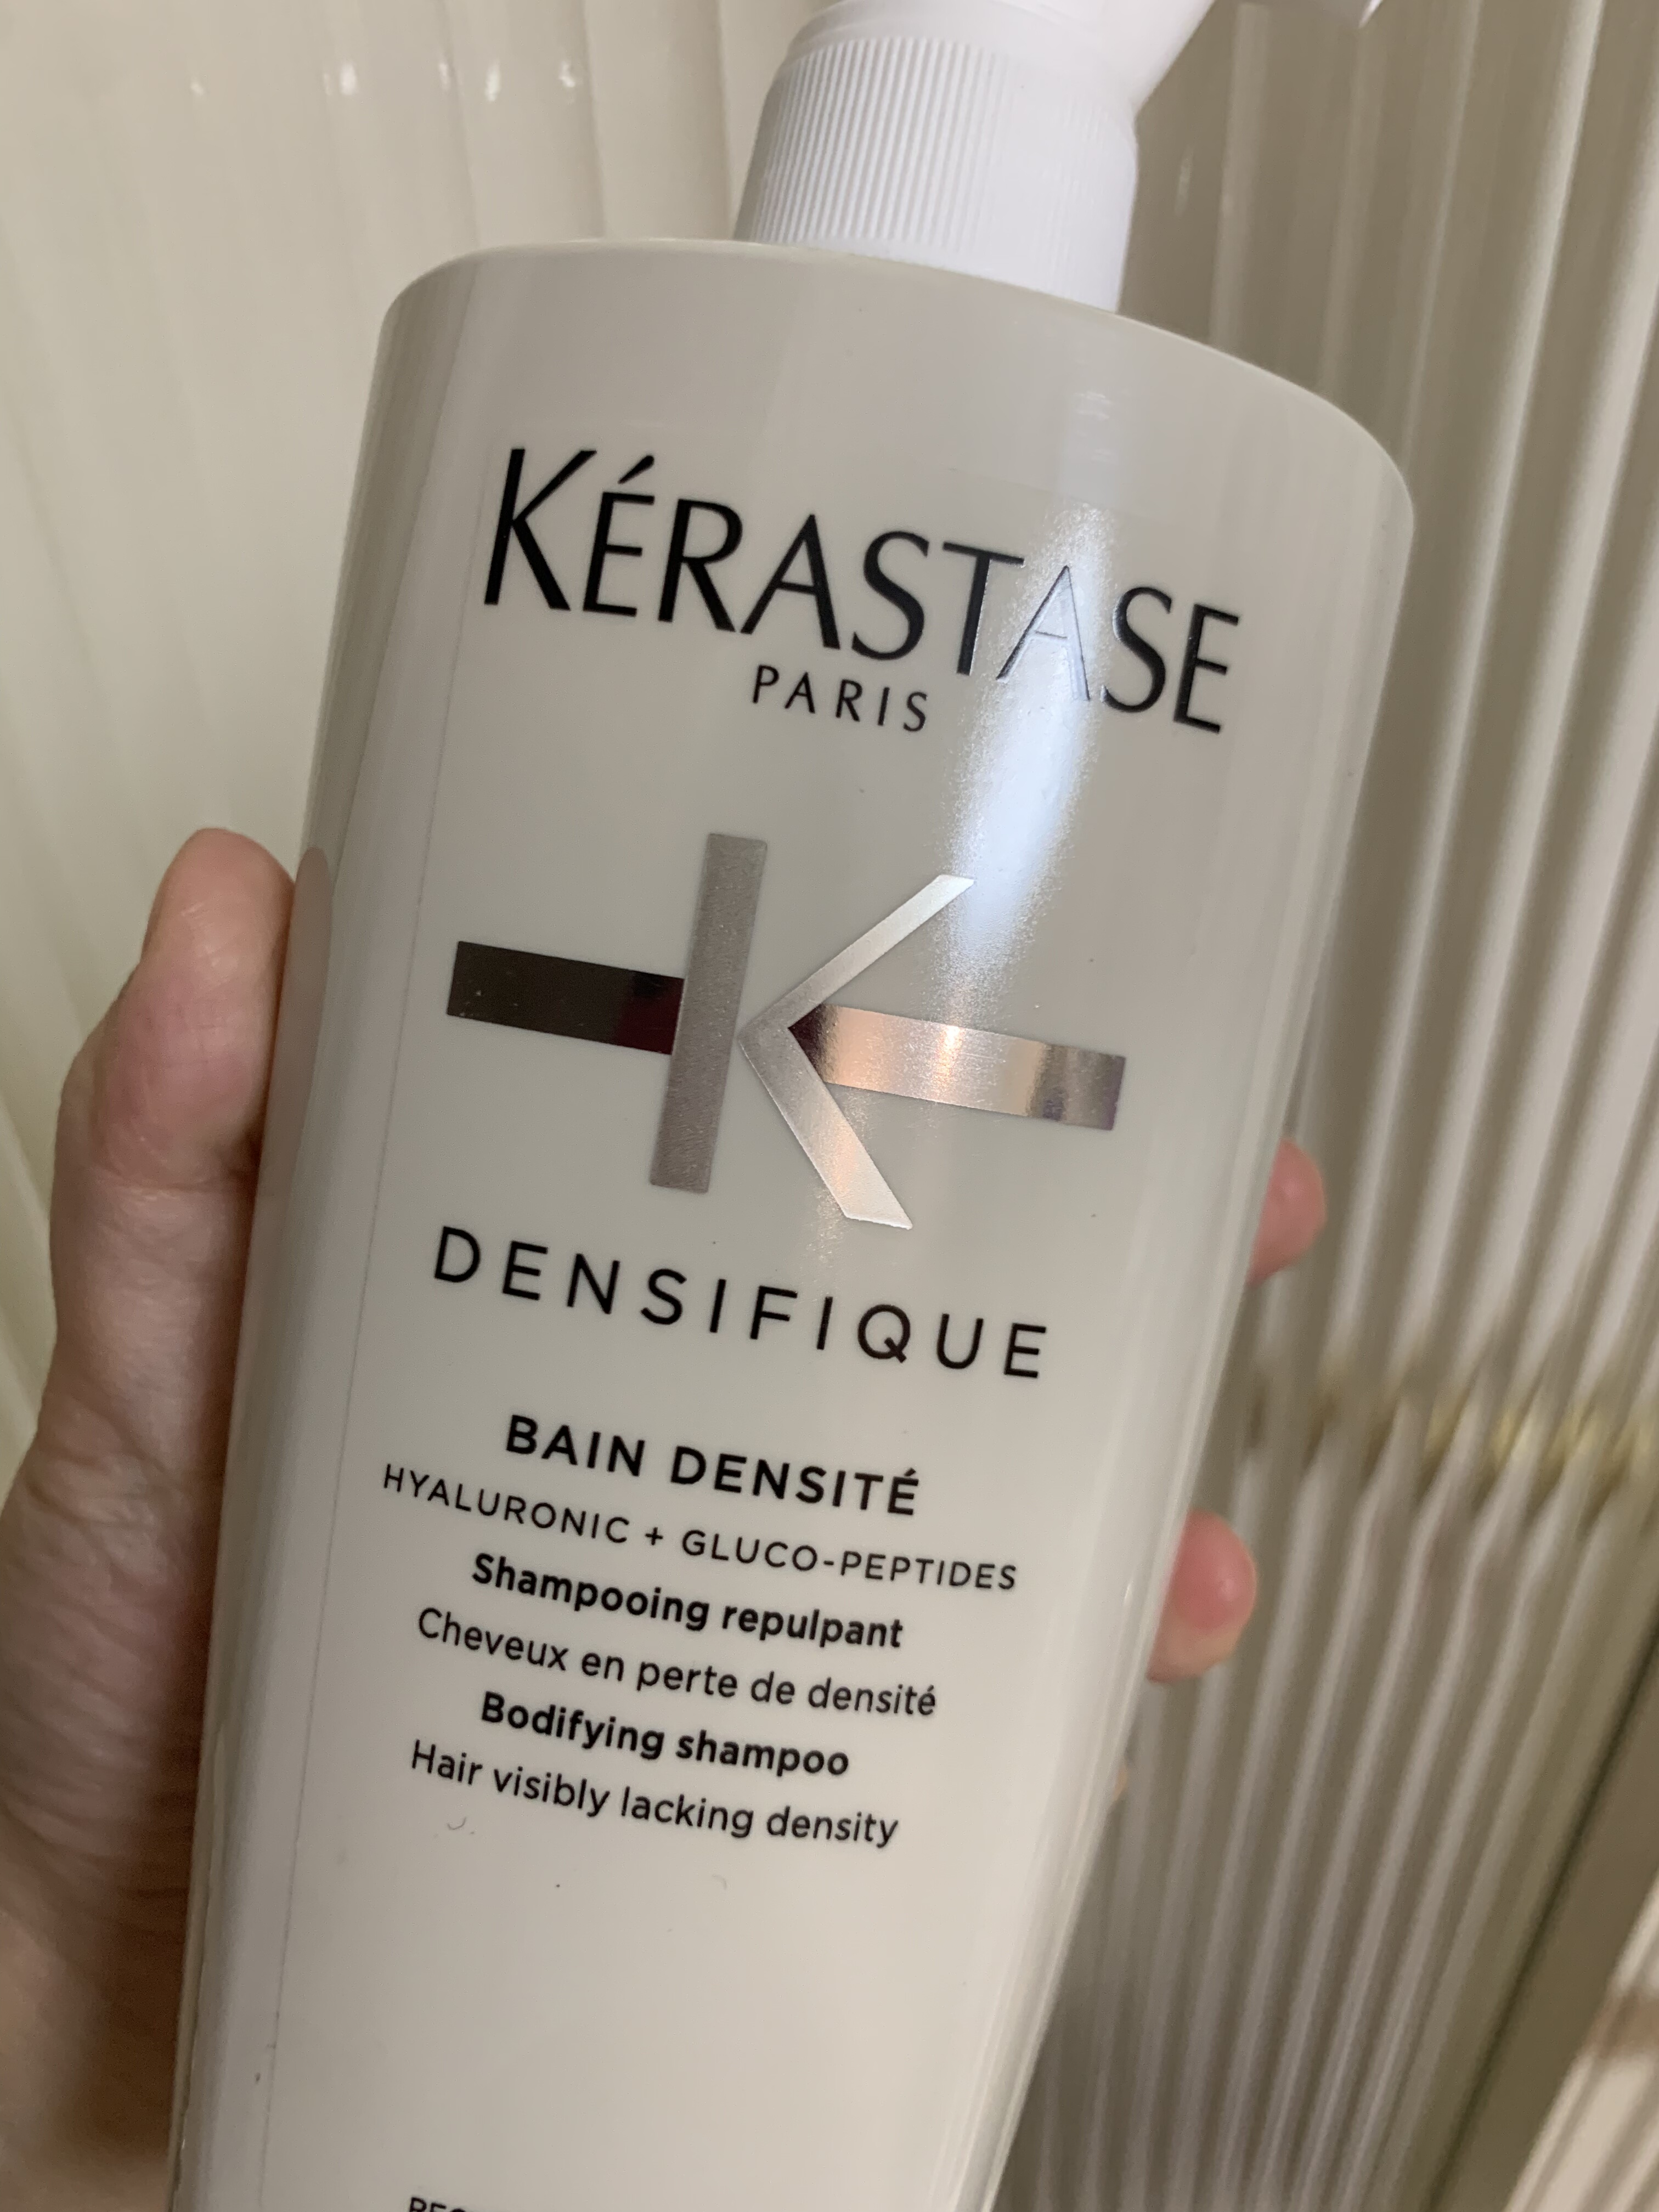 KÉRASTASE
PARIS
K
DENSIFIQUE
BAIN DENSITÉ
HYALURONIC + GLUCO-PEPTIDES
Shampooing repulpant
Cheveux en perte de densité
Bodifying shampoo
Hair visibly lacking density